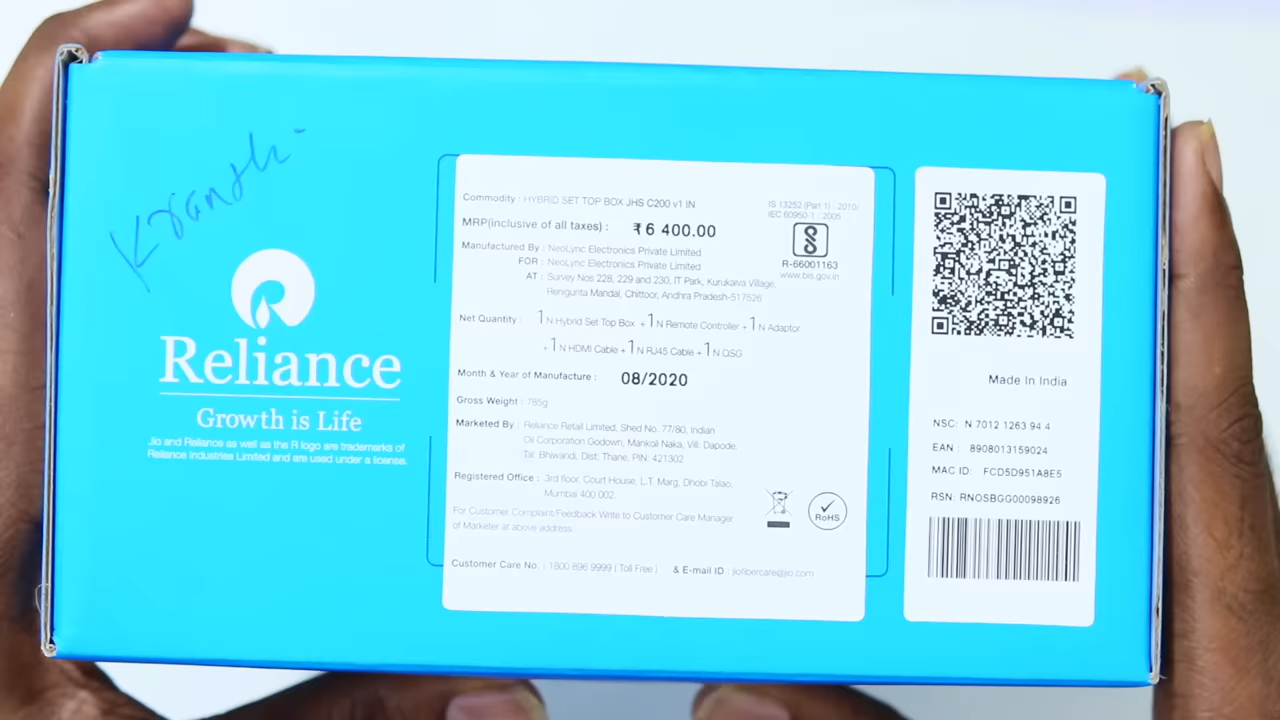 Kranthi
Reliance
Growth is Life
Jio and Reliance as well as the R logo are trademarks of
Reliance Industries Limited and are used under a license.
Commodity : HYBRID SET TOP BOX JHS C200 v1 IN
MRP(inclusive of all taxes) : ₹6 400.00
Manufactured By : NeoLync Electronics Private Limited
FOR : NeoLync Electronics Private Limited
AT : Survey Nos 228, 229 and 230, IT Park, Kurukalva Village,
Renigunta Mandal, Chittoor, Andhra Pradesh-517526
Net Quantity : 1 N Hybrid Set Top Box + 1 N Remote Controller + 1 N Adaptor
+ 1 N HDMI Cable + 1 N RJ45 Cable + 1 N QSG
Month & Year of Manufacture : 08/2020
Gross Weight : 785g
Marketed By : Reliance Retail Limited, Shed No. 77/80, Indian
Oil Corporation Godown, Mankoli Naka, Vill: Dapode,
Tal: Bhiwandi, Dist: Thane, PIN: 421302
Registered Office : 3rd floor, Court House, L.T. Marg, Dhobi Talao,
Mumbai 400 002.
For Customer Complaint/Feedback Write to Customer Care Manager
of Marketer at above address
Customer Care No. : 1800 896 9999 ( Toll Free ) & E-mail ID : jiofibercare@jio.com
IS 13252 (Part 1) : 2010/
IEC 60950-1 : 2005
R-66001163
www.bis.gov.in
RoHS
Made In India
NSC: N 7012 1263 94 4
EAN : 8908013159024
MAC ID: FCD5D951A8E5
RSN: RNOSBGG00098926